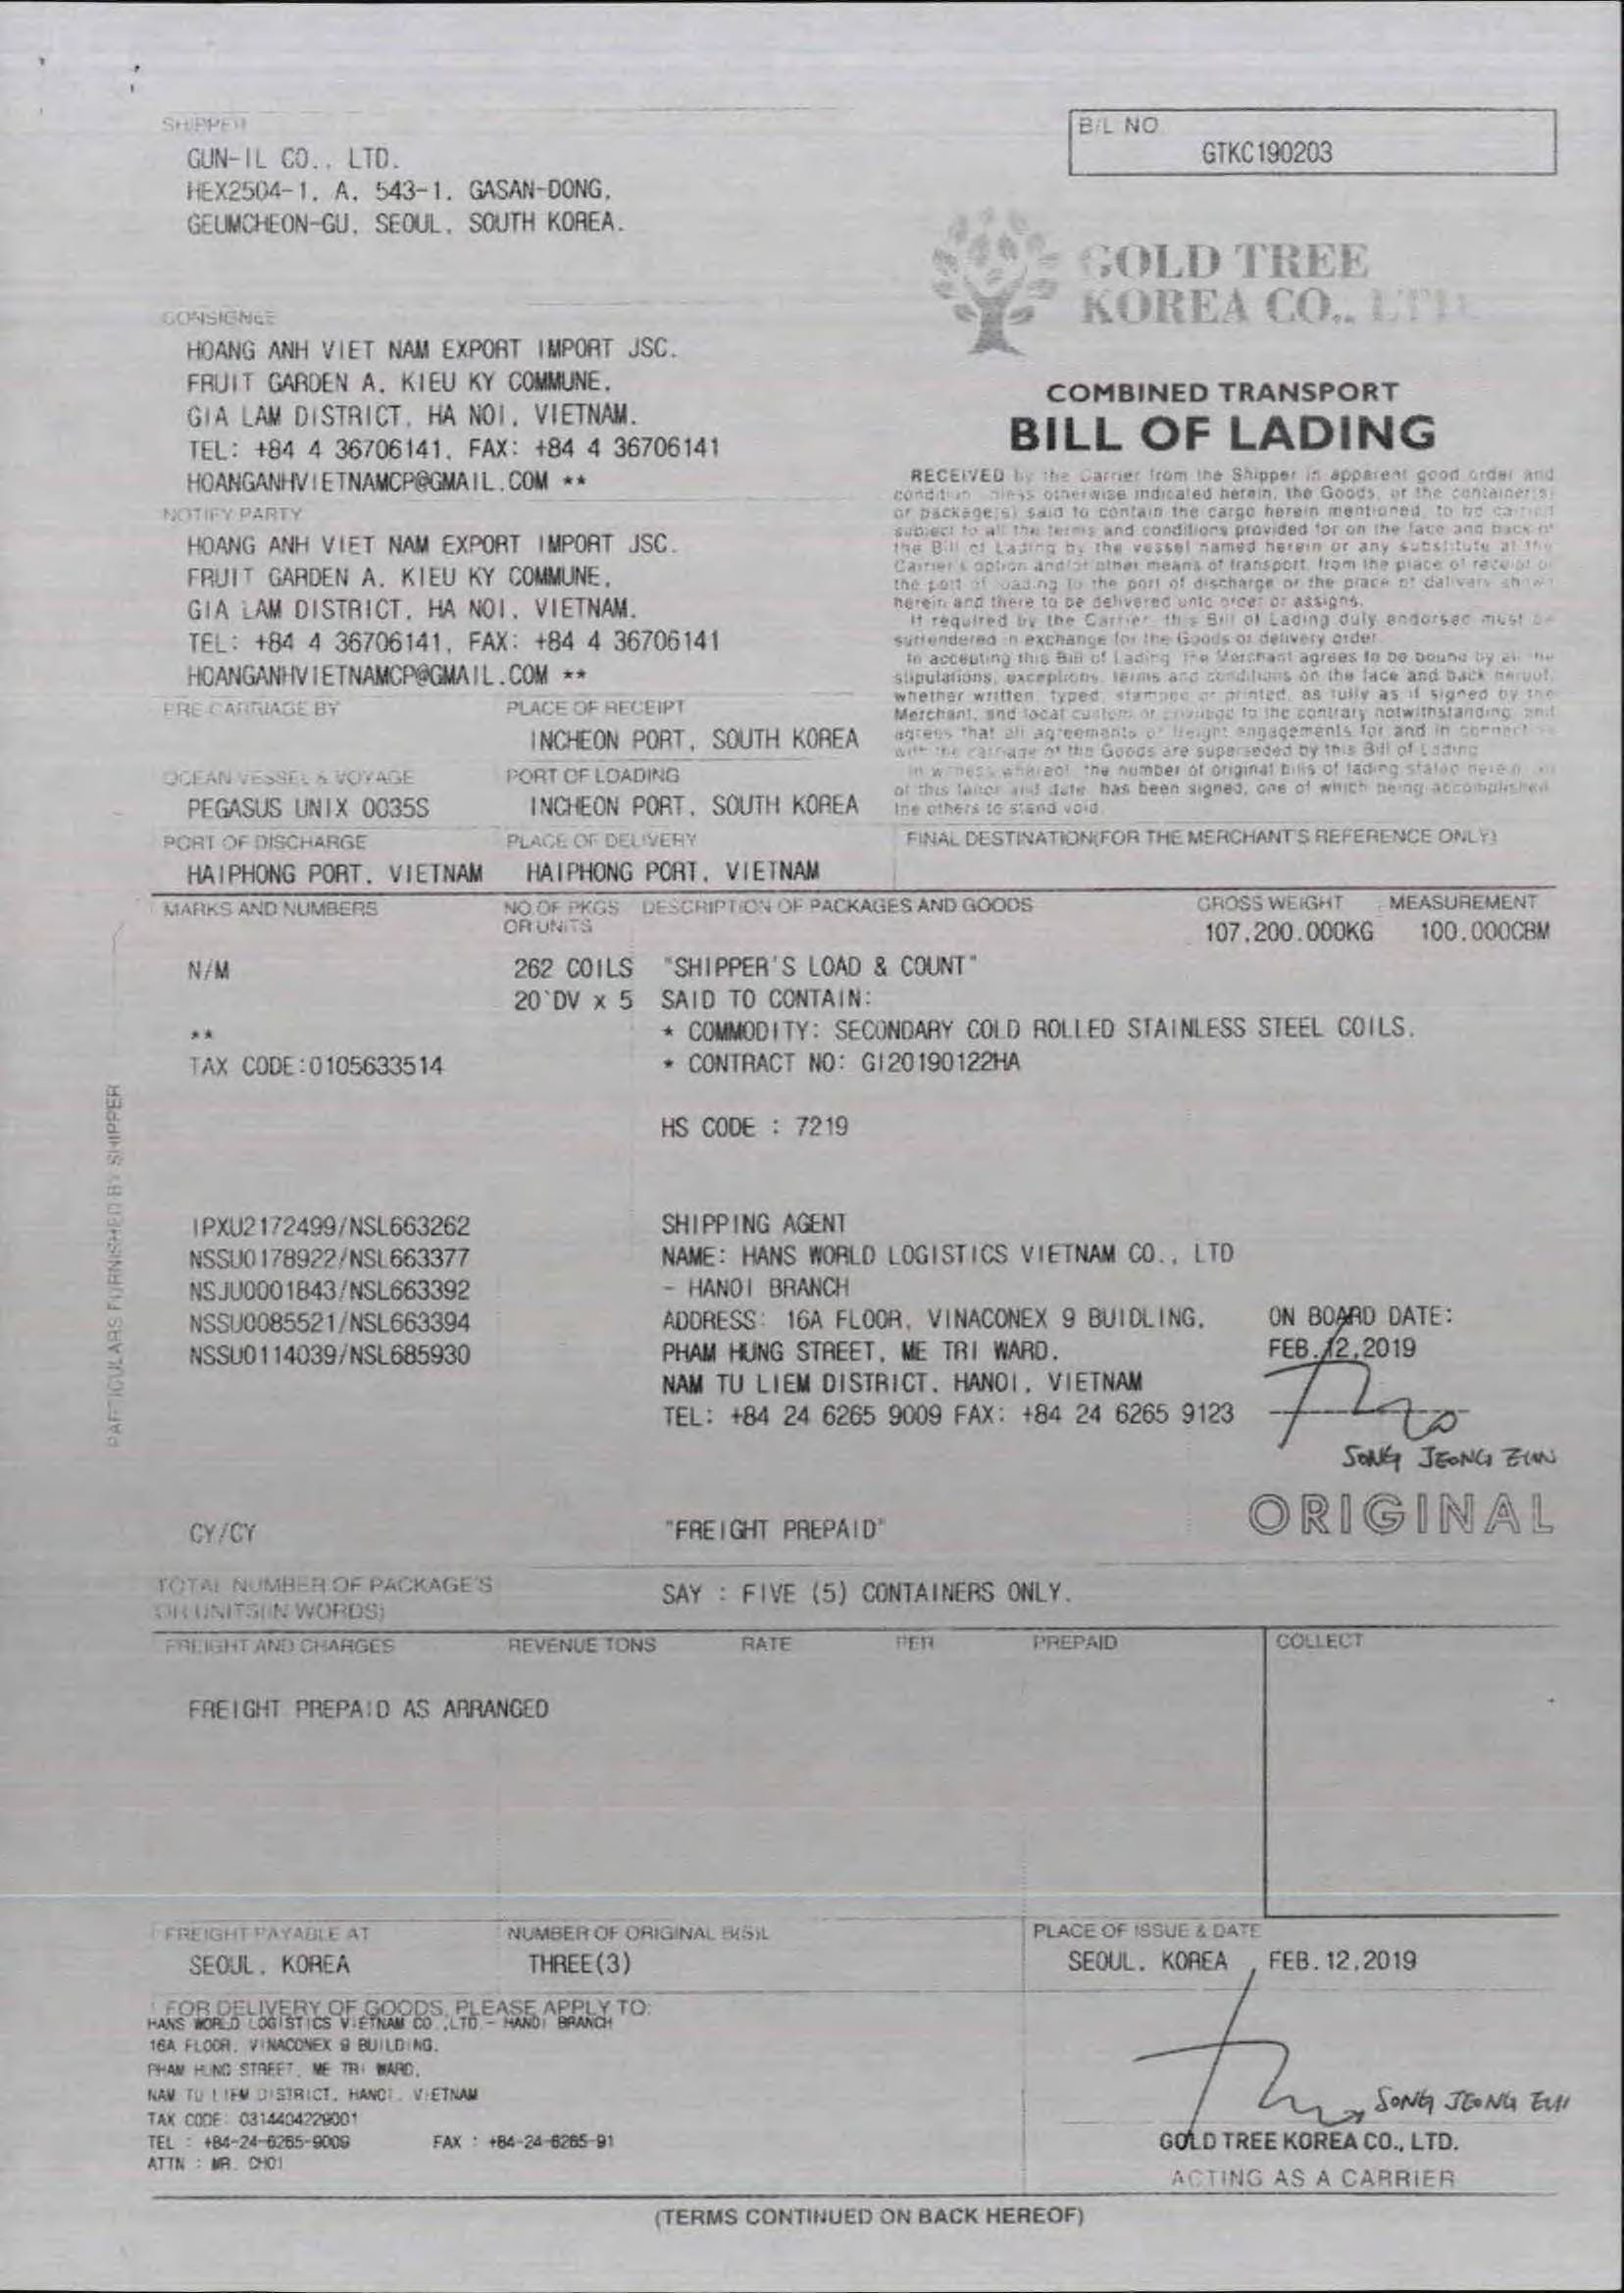 SHIPPER
GUN-IL CO., LTD.
HEX2504-1, A, 543-1, GASAN-DONG,
GEUMCHEON-GU, SEOUL, SOUTH KOREA.
B/L NO.
GTKC190203
GOLD TREE
KOREA CO., LTD
COMBINED TRANSPORT
BILL OF LADING
CONSIGNEE
HOANG ANH VIET NAM EXPORT IMPORT JSC.
FRUIT GARDEN A, KIEU KY COMMUNE,
GIA LAM DISTRICT, HA NOI, VIETNAM.
TEL: +84 4 36706141, FAX: +84 4 36706141
HOANGANHVIETNAMCP@GMAIL.COM **
NOTIFY PARTY
HOANG ANH VIET NAM EXPORT IMPORT JSC.
FRUIT GARDEN A, KIEU KY COMMUNE,
GIA LAM DISTRICT, HA NOI, VIETNAM.
TEL: +84 4 36706141, FAX: +84 4 36706141
HOANGANHVIETNAMCP@GMAIL.COM **
RECEIVED by the Carrier from the Shipper in apparent good order and
condition unless otherwise indicated herein, the Goods, or the container(s)
or package(s) said to contain the cargo herein mentioned, to be carried
subject to all the terms and conditions provided for on the face and back of
the Bill of Lading by the vessel named herein or any substitute at the
Carrier's option and/or other means of transport, from the place of receipt or
the port of loading to the port of discharge or the place of delivery shown
herein and there to be delivered unto order or assigns.
If required by the Carrier, this Bill of Lading duly endorsed must be
surrendered in exchange for the Goods or delivery order.
In accepting this Bill of Lading, the Merchant agrees to be bound by all the
stipulations, exceptions, terms and conditions on the face and back hereof,
whether written, typed, stamped or printed, as fully as if signed by the
Merchant, and local custom or privilege to the contrary notwithstanding, and
agrees that all agreements or freight engagements for and in connection
with the carriage of the Goods are superseded by this Bill of Lading.
In witness whereof, the number of original bills of lading stated herein, all
of this tenor and date, has been signed, one of which being accomplished,
the others to stand void.
PRE-CARRIAGE BY
PLACE OF RECEIPT
INCHEON PORT, SOUTH KOREA
OCEAN VESSEL & VOYAGE
PORT OF LOADING
PEGASUS UNIX 0035S
INCHEON PORT, SOUTH KOREA
PORT OF DISCHARGE
PLACE OF DELIVERY
FINAL DESTINATION(FOR THE MERCHANT'S REFERENCE ONLY)
HAIPHONG PORT, VIETNAM
HAIPHONG PORT, VIETNAM
MARKS AND NUMBERS
NO OF PKGS
OR UNITS
DESCRIPTION OF PACKAGES AND GOODS
GROSS WEIGHT
MEASUREMENT
107,200.000KG
100.000CBM
N/M
262 COILS
"SHIPPER'S LOAD & COUNT"
20`DV x 5
SAID TO CONTAIN:
**
* COMMODITY: SECONDARY COLD ROLLED STAINLESS STEEL COILS.
TAX CODE:0105633514
* CONTRACT NO: GI20190122HA
HS CODE : 7219
PARTICULARS FURNISHED BY SHIPPER
IPXU2172499/NSL663262
NSSU0178922/NSL663377
NSJU0001843/NSL663392
NSSU0085521/NSL663394
NSSU0114039/NSL685930
SHIPPING AGENT
NAME: HANS WORLD LOGISTICS VIETNAM CO., LTD
- HANOI BRANCH
ADDRESS: 16A FLOOR, VINACONEX 9 BUIDLING,
PHAM HUNG STREET, ME TRI WARD,
NAM TU LIEM DISTRICT, HANOI, VIETNAM
TEL: +84 24 6265 9009 FAX: +84 24 6265 9123
ON BOARD DATE:
FEB.12,2019
SONG JEONG EUN
ORIGINAL
CY/CY
"FREIGHT PREPAID"
TOTAL NUMBER OF PACKAGE'S
OR UNITS(IN WORDS)
SAY : FIVE (5) CONTAINERS ONLY.
FREIGHT AND CHARGES
REVENUE TONS
RATE
PER
PREPAID
COLLECT
FREIGHT PREPAID AS ARRANGED
FREIGHT PAYABLE AT
NUMBER OF ORIGINAL B(S)L
PLACE OF ISSUE & DATE
SEOUL, KOREA
THREE(3)
SEOUL, KOREA
FEB.12,2019
FOR DELIVERY OF GOODS, PLEASE APPLY TO:
HANS WORLD LOGISTICS VIETNAM CO.,LTD - HANOI BRANCH
16A FLOOR, VINACONEX 9 BUILDING,
PHAM HUNG STREET, ME TRI WARD,
NAM TU LIEM DISTRICT, HANOI, VIETNAM
TAX CODE: 0314404229001
TEL : +84-24-6265-9009
FAX : +84-24-6265-91
ATTN : MR. CHOI
SONG JEONG EUN
GOLD TREE KOREA CO., LTD.
ACTING AS A CARRIER
(TERMS CONTINUED ON BACK HEREOF)